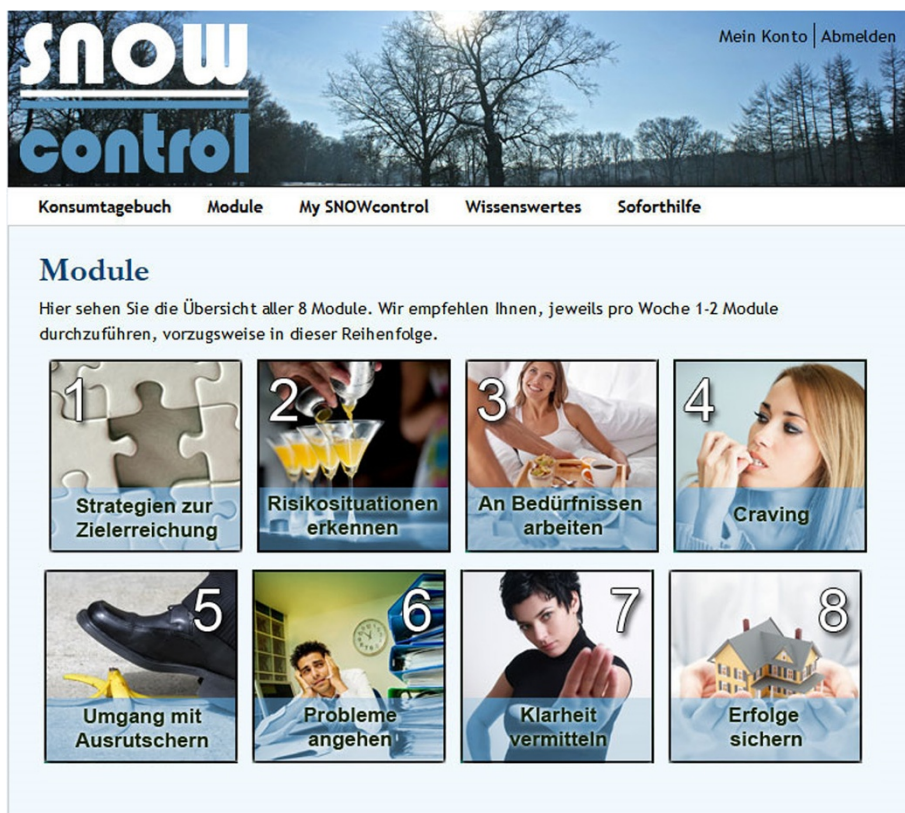 snow
control
Mein Konto | Abmelden
Konsumtagebuch Module My SNOWcontrol Wissenswertes Soforthilfe
Module
Hier sehen Sie die Übersicht aller 8 Module. Wir empfehlen Ihnen, jeweils pro Woche 1-2 Module
durchzuführen, vorzugsweise in dieser Reihenfolge.
1
Strategien zur
Zielerreichung
2
Risikosituationen
erkennen
3
An Bedürfnissen
arbeiten
4
Craving
5
Umgang mit
Ausrutschern
6
Probleme
angehen
7
Klarheit
vermitteln
8
Erfolge
sichern